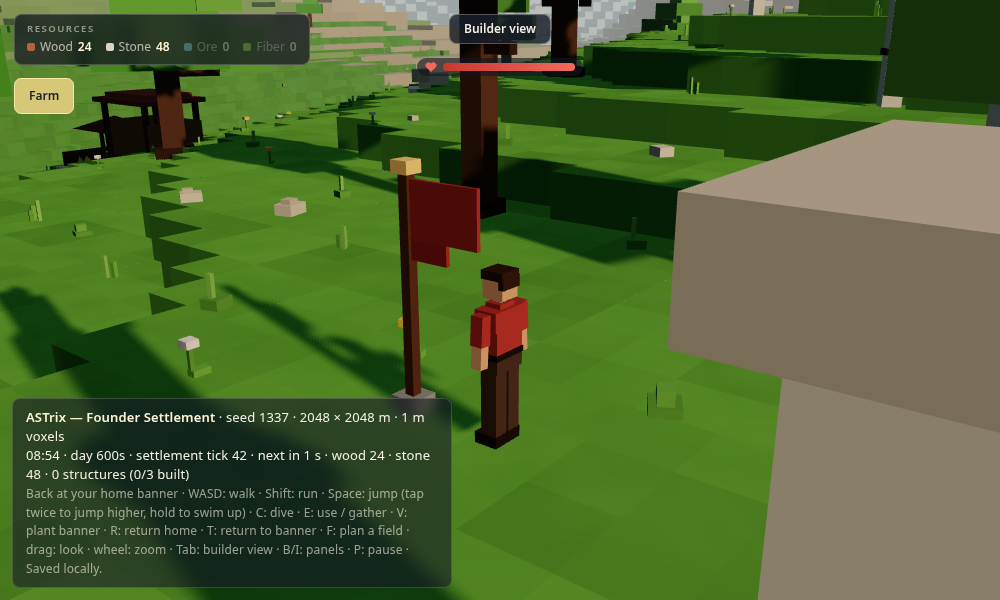 RESOURCES
Wood 24 Stone 48 Ore 0 Fiber 0
Builder view
Farm
ASTrix — Founder Settlement · seed 1337 · 2048 × 2048 m · 1 m
voxels
08:54 · day 600s · settlement tick 42 · next in 1 s · wood 24 · stone
48 · 0 structures (0/3 built)
Back at your home banner · WASD: walk · Shift: run · Space: jump (tap
twice to jump higher, hold to swim up) · C: dive · E: use / gather · V:
plant banner · R: return home · T: return to banner · F: plan a field ·
drag: look · wheel: zoom · Tab: builder view · B/I: panels · P: pause ·
Saved locally.